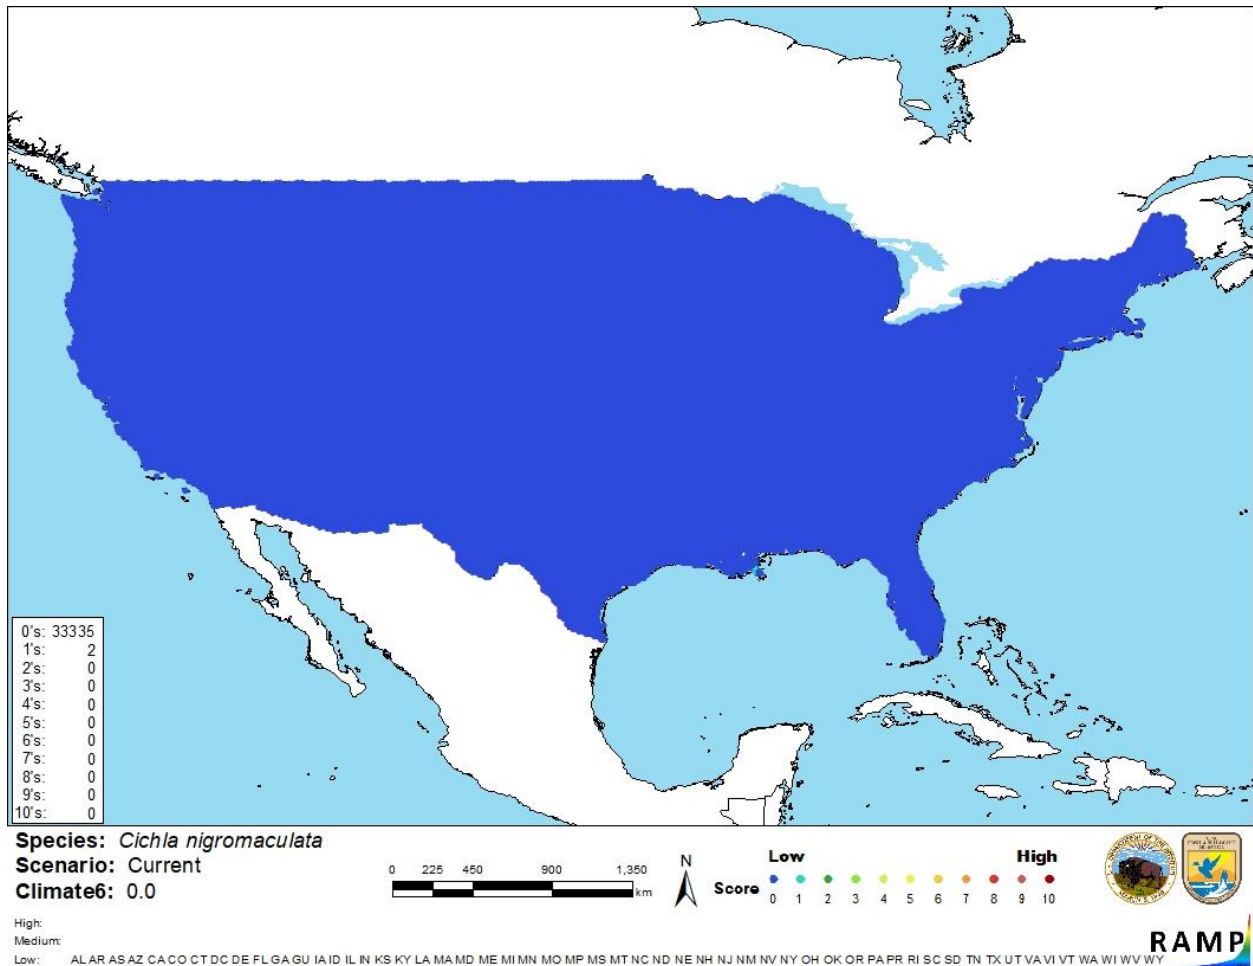 0's: 33335
1's: 2
2's: 0
3's: 0
4's: 0
5's: 0
6's: 0
7's: 0
8's: 0
9's: 0
10's: 0
Species: Cichla nigromaculata
Scenario: Current
Climate6: 0.0
0 225 450 900 1,350
km
N
Low High
Score
0 1 2 3 4 5 6 7 8 9 10
High:
Medium:
Low: AL AR AS AZ CA CO CT DC DE FL GA GU IA ID IL IN KS KY LA MA MD ME MI MN MO MP MS MT NC ND NE NH NJ NM NV NY OH OK OR PA PR RI SC SD TN TX UT VA VI VT WA WI WV WY
RAMP